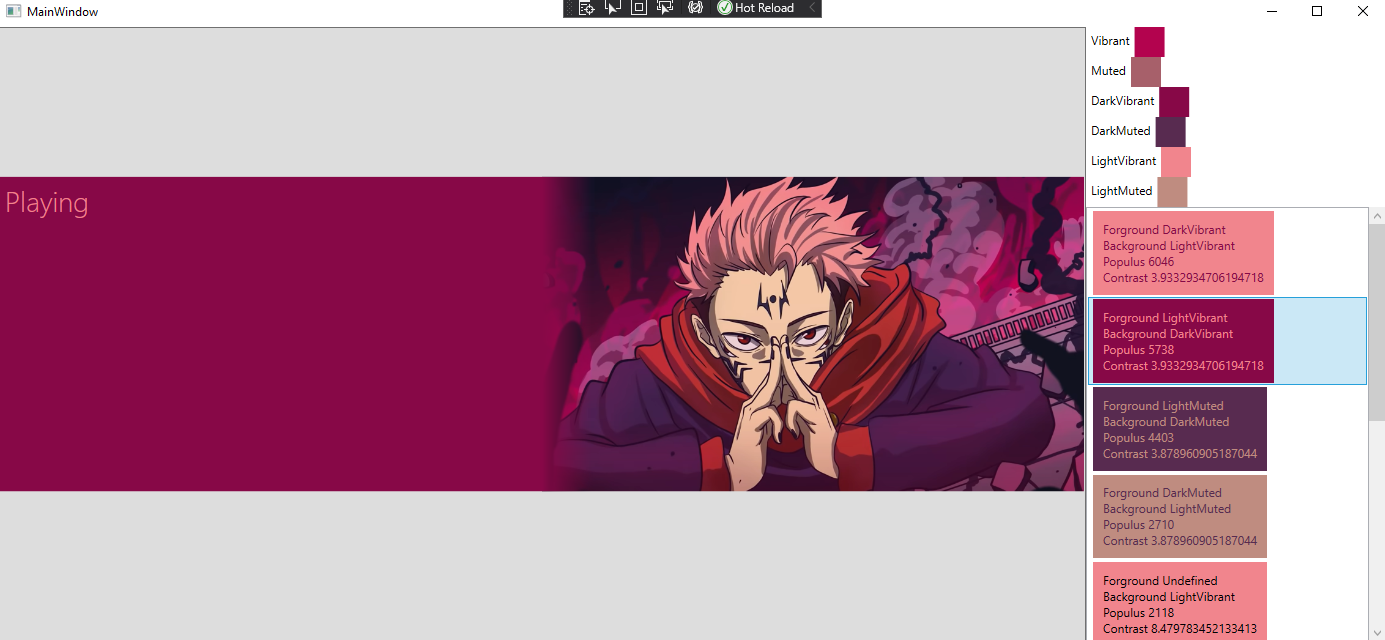 MainWindow
Hot Reload
Playing
Vibrant
Muted
DarkVibrant
DarkMuted
LightVibrant
LightMuted
Forground DarkVibrant
Background LightVibrant
Populus 6046
Contrast 3.9332934706194718
Forground LightVibrant
Background DarkVibrant
Populus 5738
Contrast 3.9332934706194718
Forground LightMuted
Background DarkMuted
Populus 4403
Contrast 3.878960905187044
Forground DarkMuted
Background LightMuted
Populus 2710
Contrast 3.878960905187044
Forground Undefined
Background LightVibrant
Populus 2118
Contrast 8.479783452133413